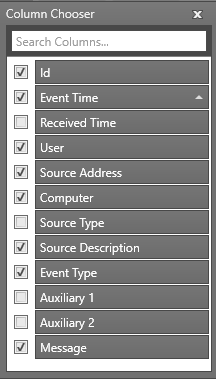 Column Chooser
Search Columns...
Id
Event Time
Received Time
User
Source Address
Computer
Source Type
Source Description
Event Type
Auxiliary 1
Auxiliary 2
Message